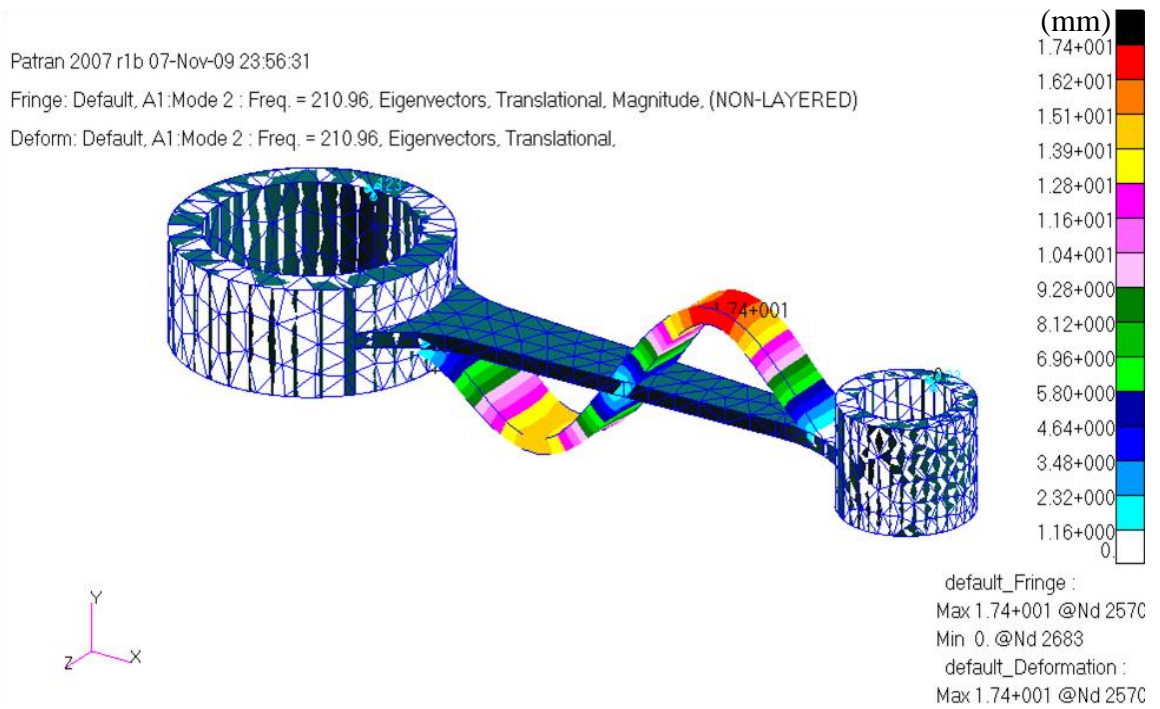 (mm)
Patran 2007 r1b 07-Nov-09 23:56:31
Fringe: Default, A1:Mode 2 : Freq. = 210.96, Eigenvectors, Translational, Magnitude, (NON-LAYERED)
Deform: Default, A1:Mode 2 : Freq. = 210.96, Eigenvectors, Translational,
1.74+001
1.62+001
1.51+001
1.39+001
1.28+001
1.16+001
1.04+001
9.28+000
8.12+000
6.96+000
5.80+000
4.64+000
3.48+000
2.32+000
1.16+000
0.
123
1.74+001
default_Fringe :
Max 1.74+001 @Nd 2570
Min 0. @Nd 2683
default_Deformation :
Max 1.74+001 @Nd 2570
Y
Z
X